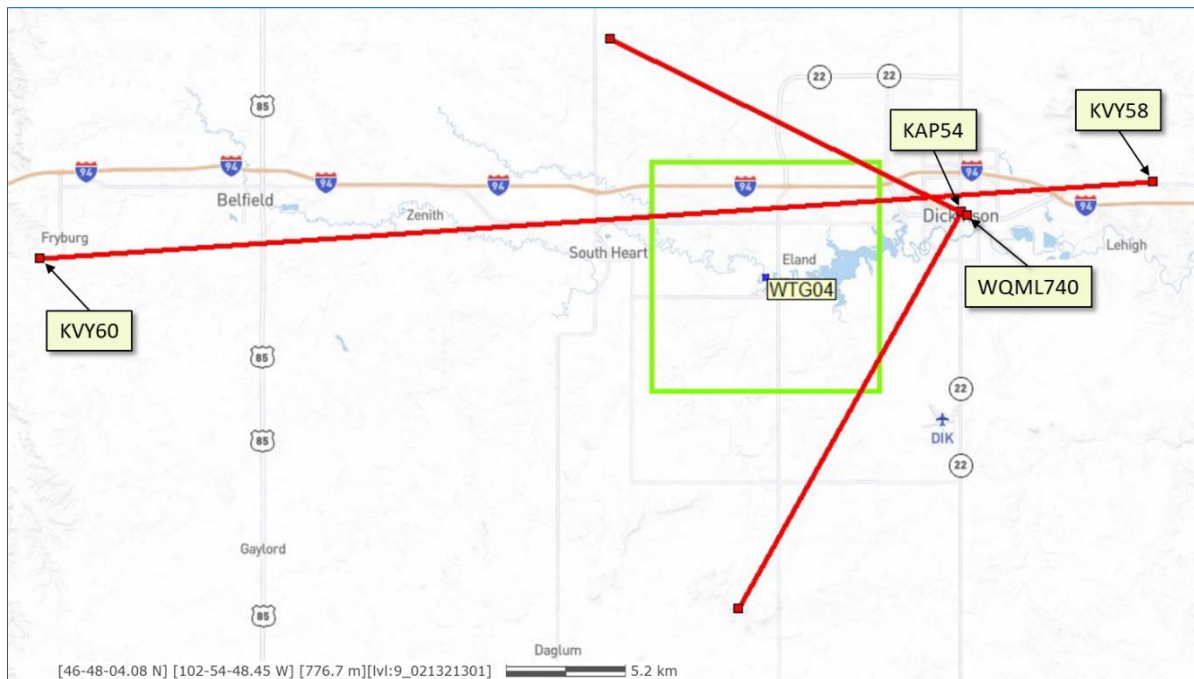 22
22
KVY58
85
KAP54
94
94
94
94
94
94
Belfield
Zenith
Dickinson
Fryburg
South Heart
Eland
Lehigh
WTG04
WQML740
KVY60
85
22
DIK
85
22
Gaylord
85
Daglum
[46-48-04.08 N] [102-54-48.45 W] [776.7 m][lvl:9_021321301] 5.2 km